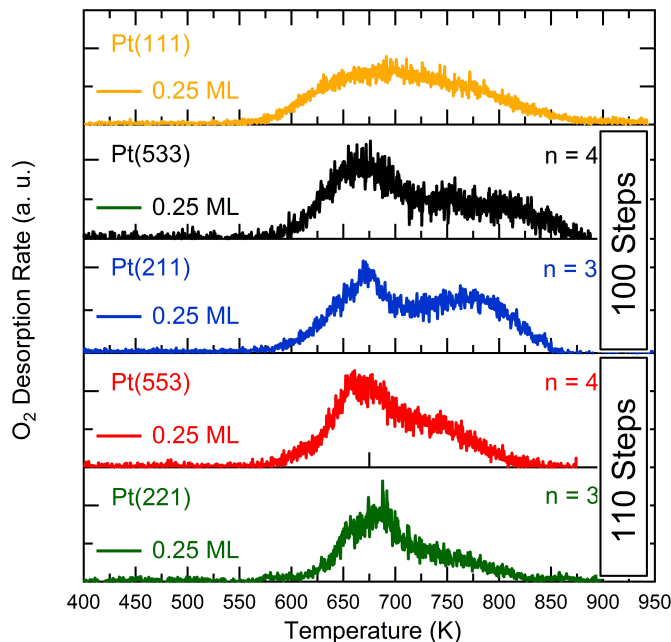 Pt(111)
0.25 ML
Pt(533)
n = 4
0.25 ML
Pt(211)
n = 3
0.25 ML
100 Steps
Pt(553)
n = 4
0.25 ML
Pt(221)
n = 3
0.25 ML
110 Steps
O₂ Desorption Rate (a. u.)
400 450 500 550 600 650 700 750 800 850 900 950
Temperature (K)